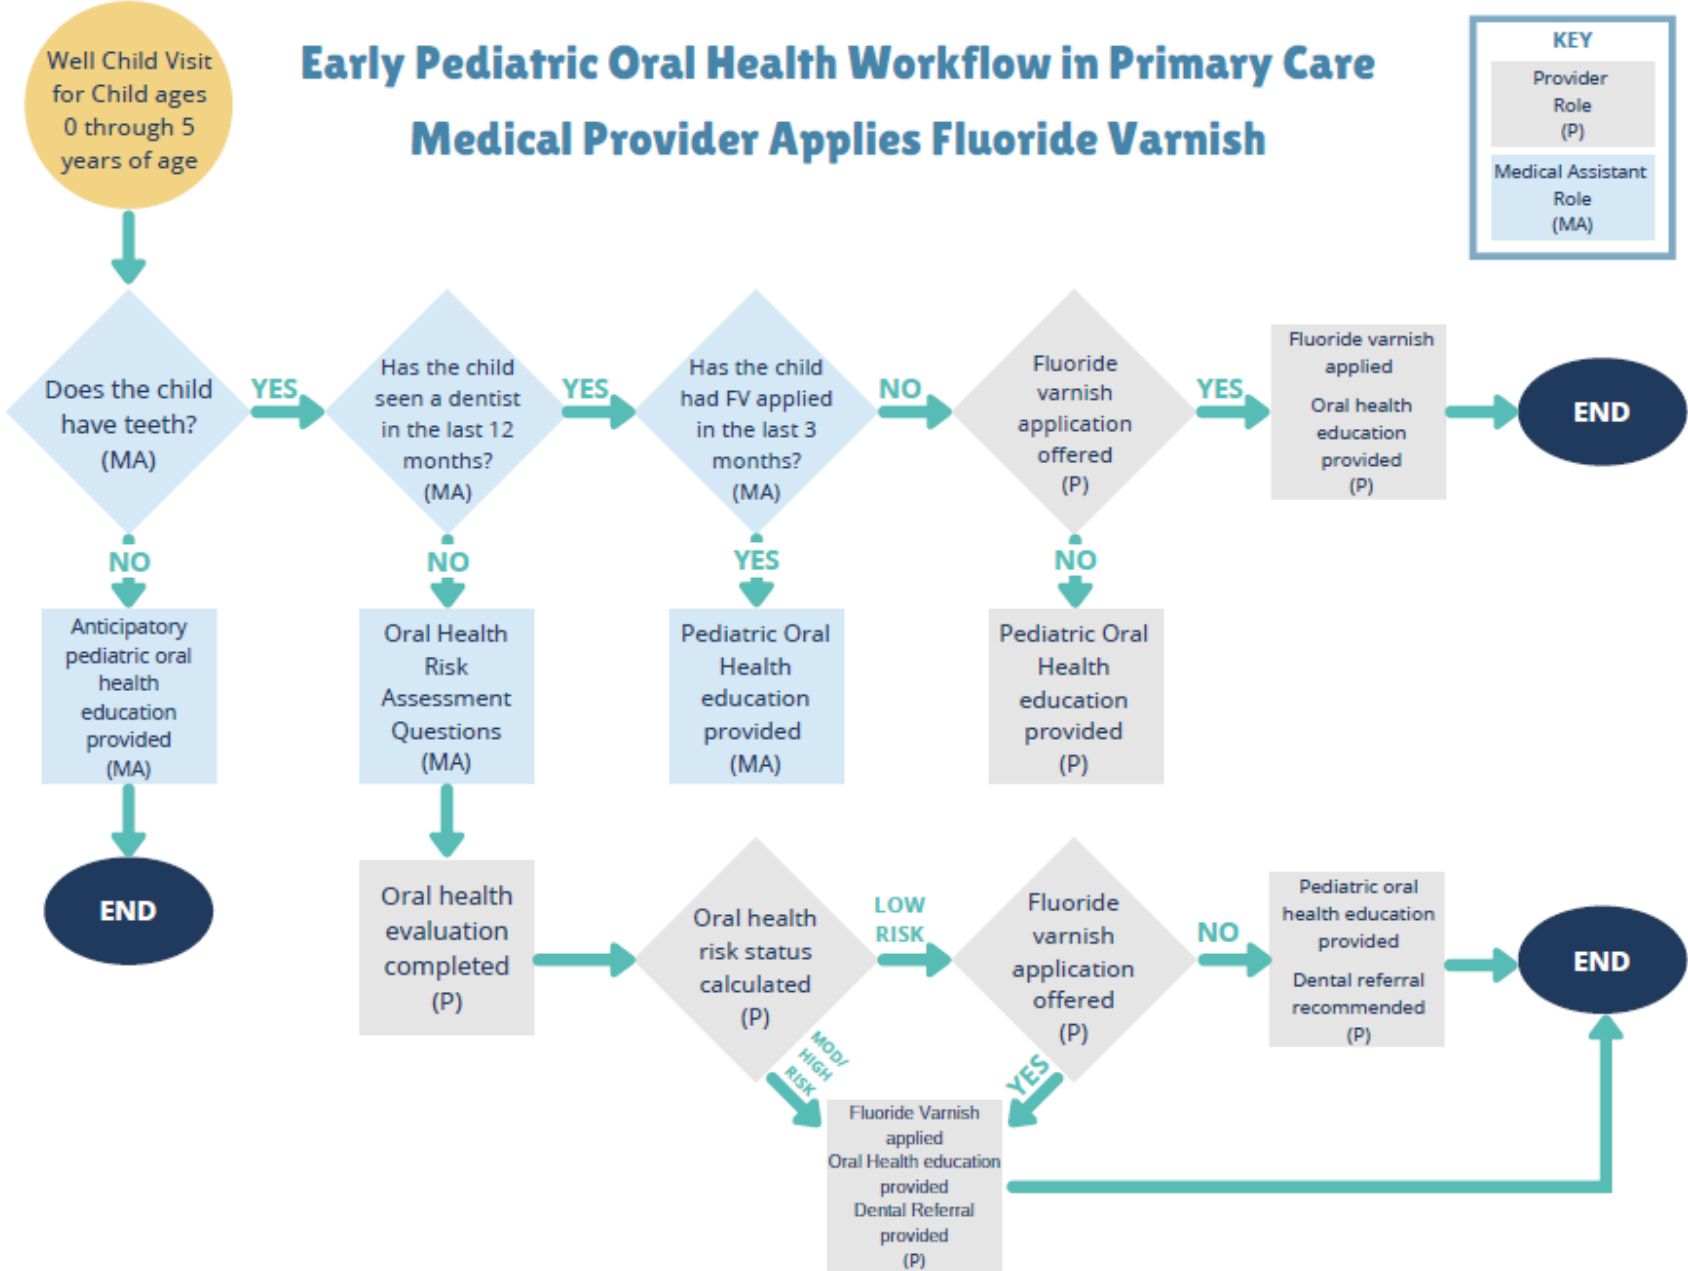 Well Child Visit
for Child ages
0 through 5
years of age
Early Pediatric Oral Health Workflow in Primary Care
Medical Provider Applies Fluoride Varnish
KEY
Provider
Role
(P)
Medical Assistant
Role
(MA)
Does the child
have teeth?
(MA)
YES
Has the child
seen a dentist
in the last 12
months?
(MA)
YES
Has the child
had FV applied
in the last 3
months?
(MA)
NO
Fluoride
varnish
application
offered
(P)
YES
Fluoride varnish
applied
Oral health
education
provided
(P)
END
NO
NO
YES
NO
Anticipatory
pediatric oral
health
education
provided
(MA)
Oral Health
Risk
Assessment
Questions
(MA)
Pediatric Oral
Health
education
provided
(MA)
Pediatric Oral
Health
education
provided
(P)
END
Oral health
evaluation
completed
(P)
Oral health
risk status
calculated
(P)
LOW
RISK
Fluoride
varnish
application
offered
(P)
NO
Pediatric oral
health education
provided
Dental referral
recommended
(P)
END
MOD/
HIGH
RISK
YES
Fluoride Varnish
applied
Oral Health education
provided
Dental Referral
provided
(P)